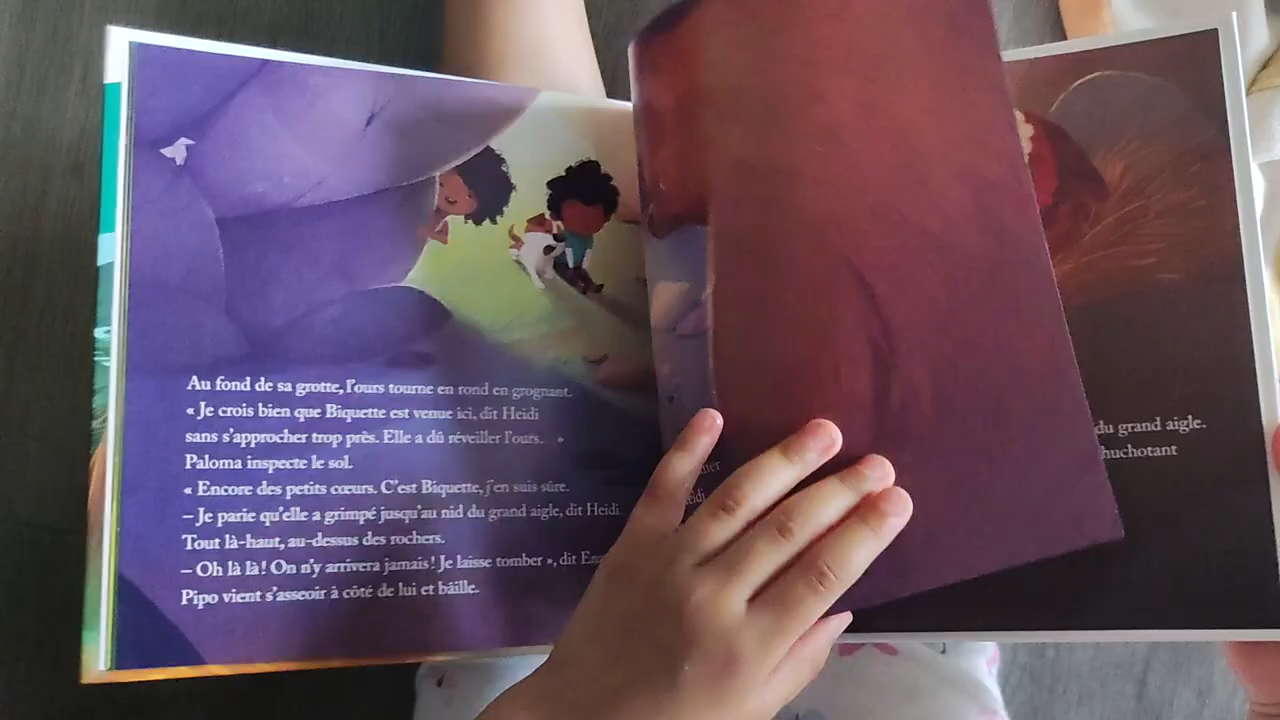 Au fond de sa grotte, l'ours tourne en rond en grognant.
« Je crois bien que Biquette est venue ici, dit Heidi
sans s'approcher trop près. Elle a dû réveiller l'ours. »
Paloma inspecte le sol.
« Encore des petits cœurs. C'est Biquette, j'en suis sûre.
– Je parie qu'elle a grimpé jusqu'au nid du grand aigle, dit Heidi.
Tout là-haut, au-dessus des rochers.
– Oh là là ! On n'y arrivera jamais ! Je laisse tomber », dit
Pipo vient s'asseoir à côté de lui et bâille.
du grand aigle.